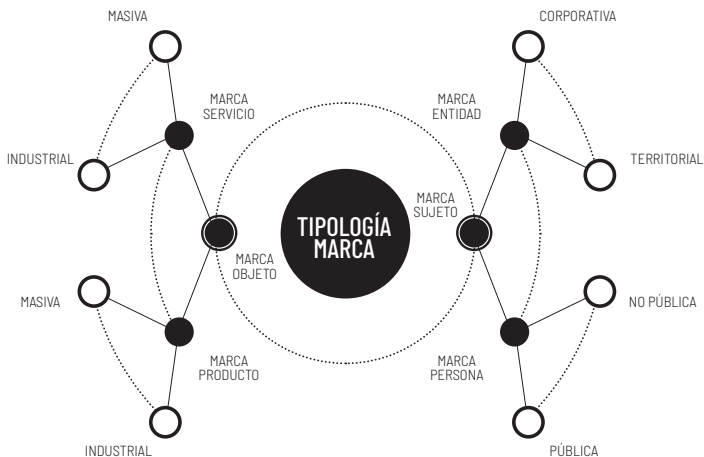 MASIVA
CORPORATIVA
MARCA
SERVICIO
MARCA
ENTIDAD
INDUSTRIAL
TERRITORIAL
MARCA
SUJETO
TIPOLOGÍA
MARCA
MARCA
OBJETO
MASIVA
NO PÚBLICA
MARCA
PRODUCTO
MARCA
PERSONA
INDUSTRIAL
PÚBLICA